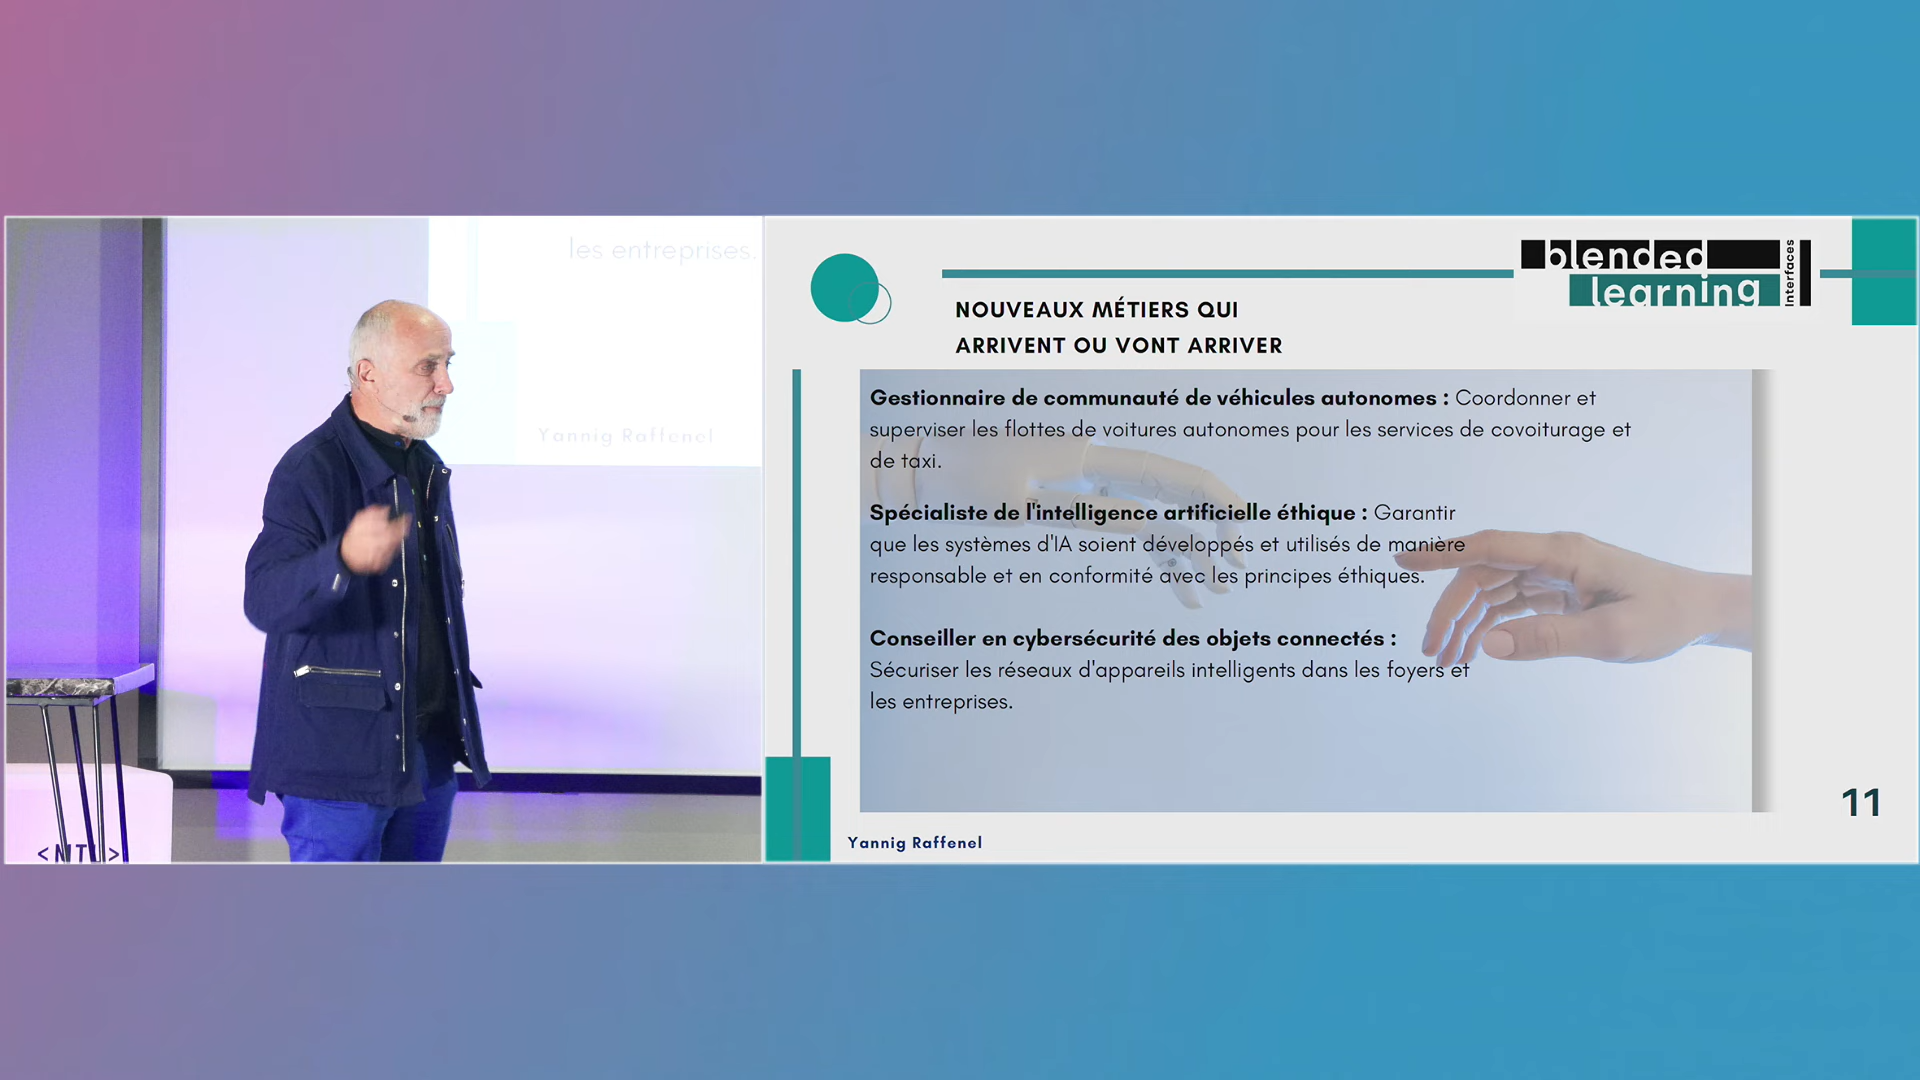 les entreprises.
Yannig Raffenel
blended
learning
Interfaces
NOUVEAUX MÉTIERS QUI
ARRIVENT OU VONT ARRIVER
Gestionnaire de communauté de véhicules autonomes : Coordonner et
superviser les flottes de voitures autonomes pour les services de covoiturage et
de taxi.
Spécialiste de l'intelligence artificielle éthique : Garantir
que les systèmes d'IA soient développés et utilisés de manière
responsable et en conformité avec les principes éthiques.
Conseiller en cybersécurité des objets connectés :
Sécuriser les réseaux d'appareils intelligents dans les foyers et
les entreprises.
11
Yannig Raffenel